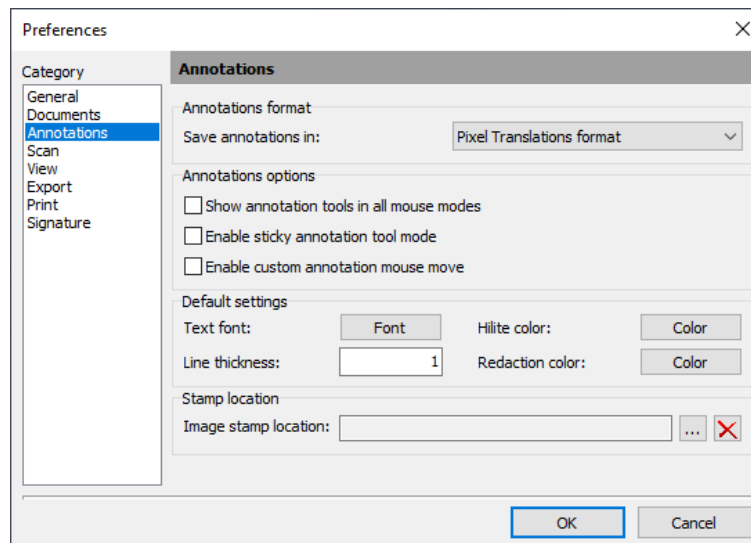 Preferences
Category
General
Documents
Annotations
Scan
View
Export
Print
Signature
Annotations
Annotations format
Save annotations in: Pixel Translations format
Annotations options
Show annotation tools in all mouse modes
Enable sticky annotation tool mode
Enable custom annotation mouse move
Default settings
Text font: Font Hilite color: Color
Line thickness: 1 Redaction color: Color
Stamp location
Image stamp location: ...
OK Cancel